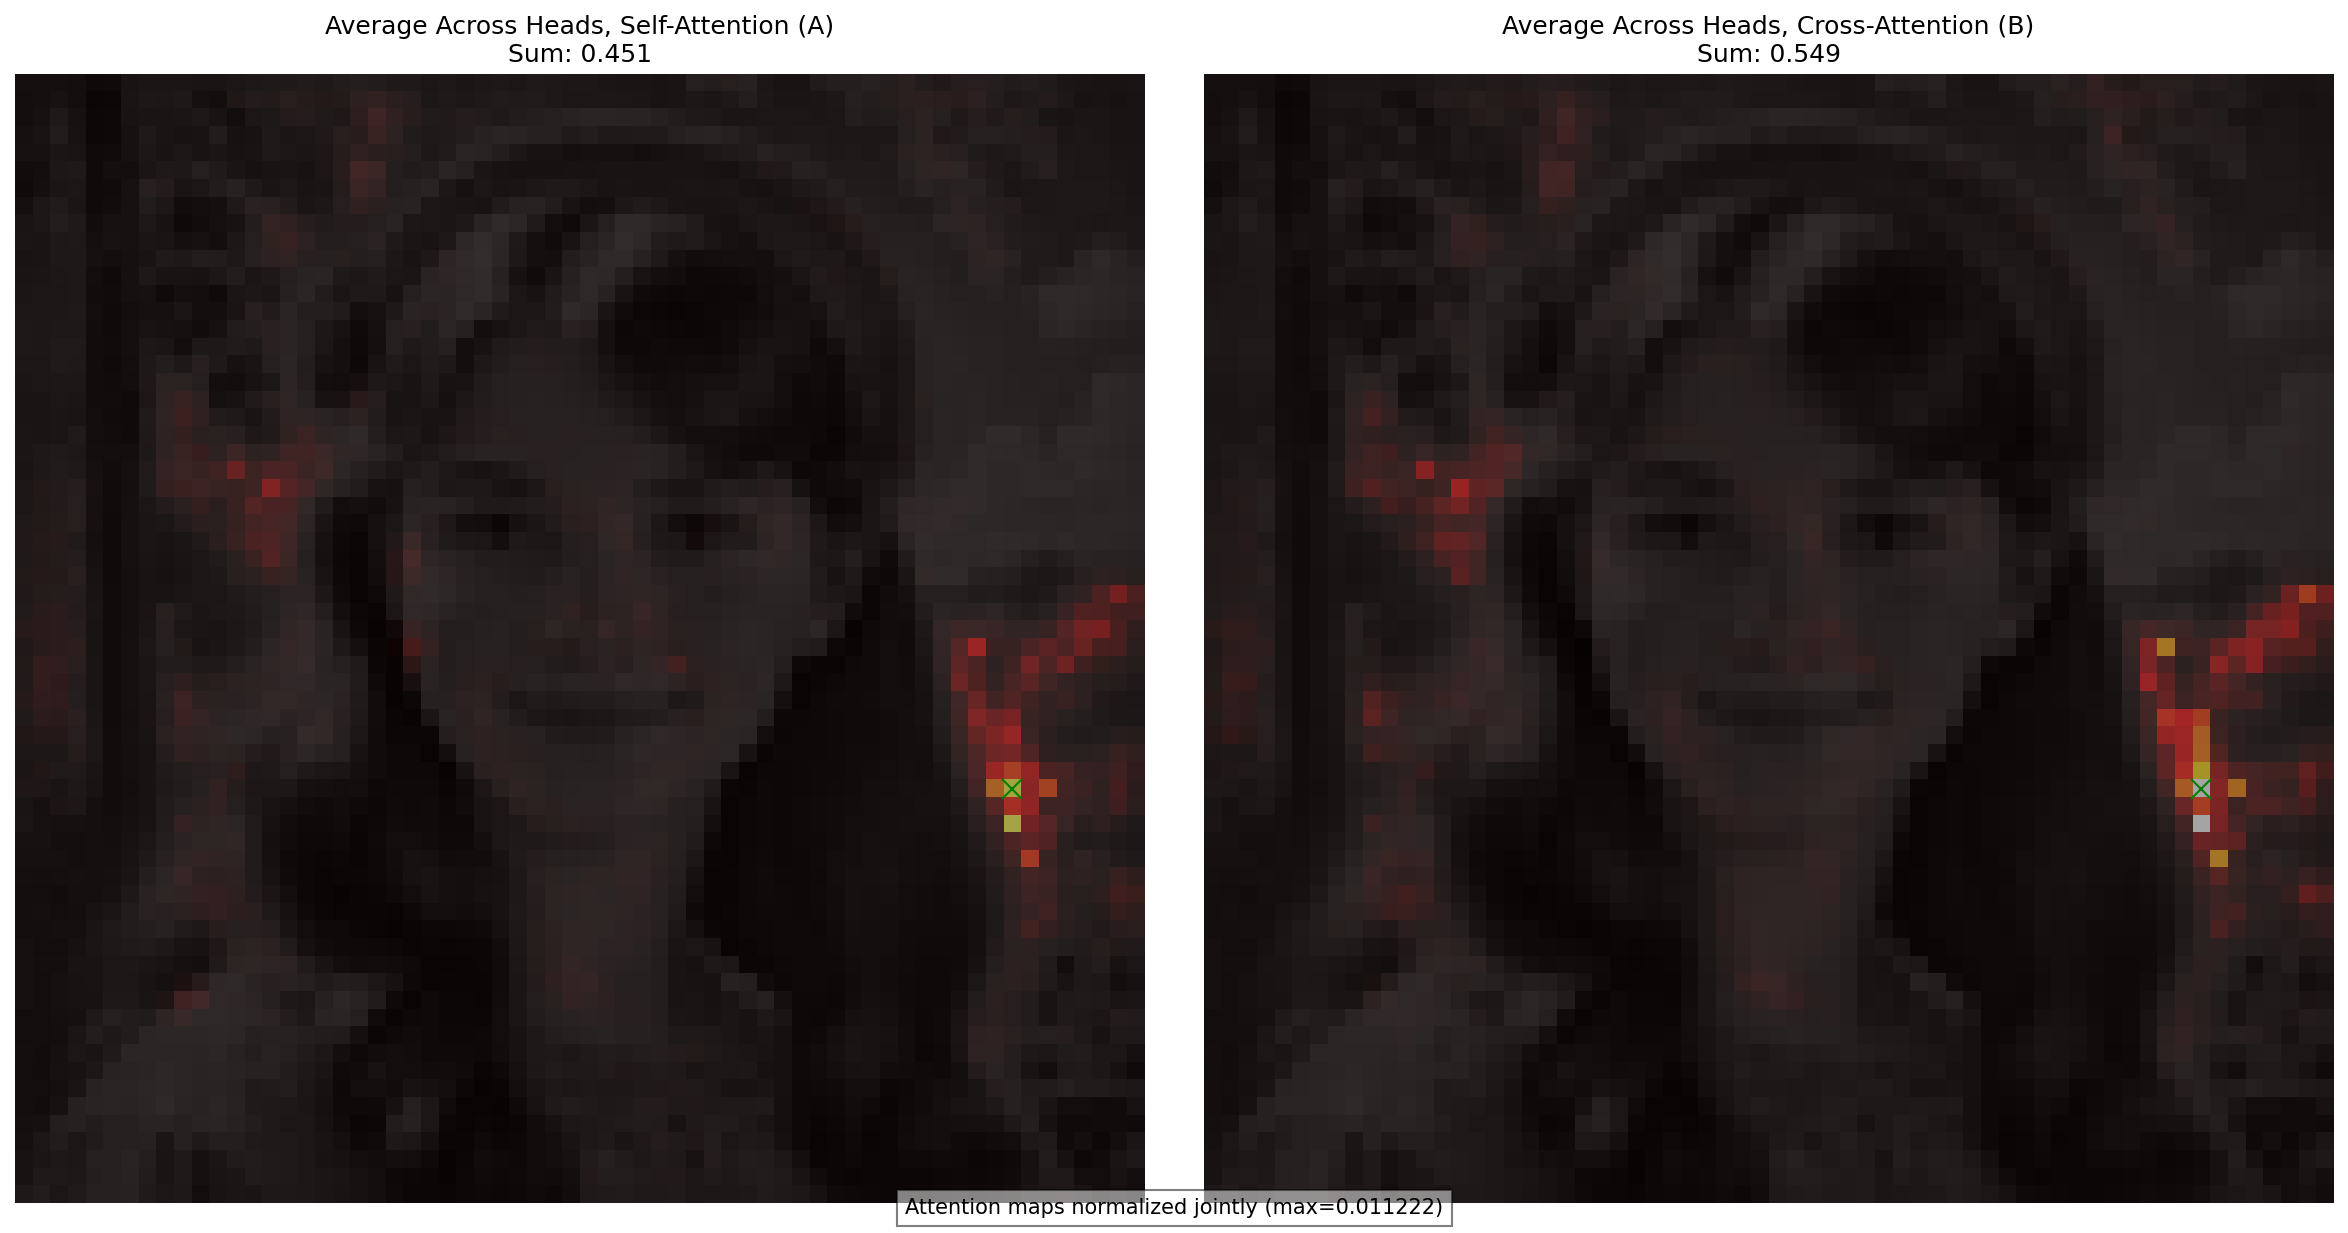 Average Across Heads, Self-Attention (A)
Sum: 0.451
Average Across Heads, Cross-Attention (B)
Sum: 0.549
Attention maps normalized jointly (max=0.011222)